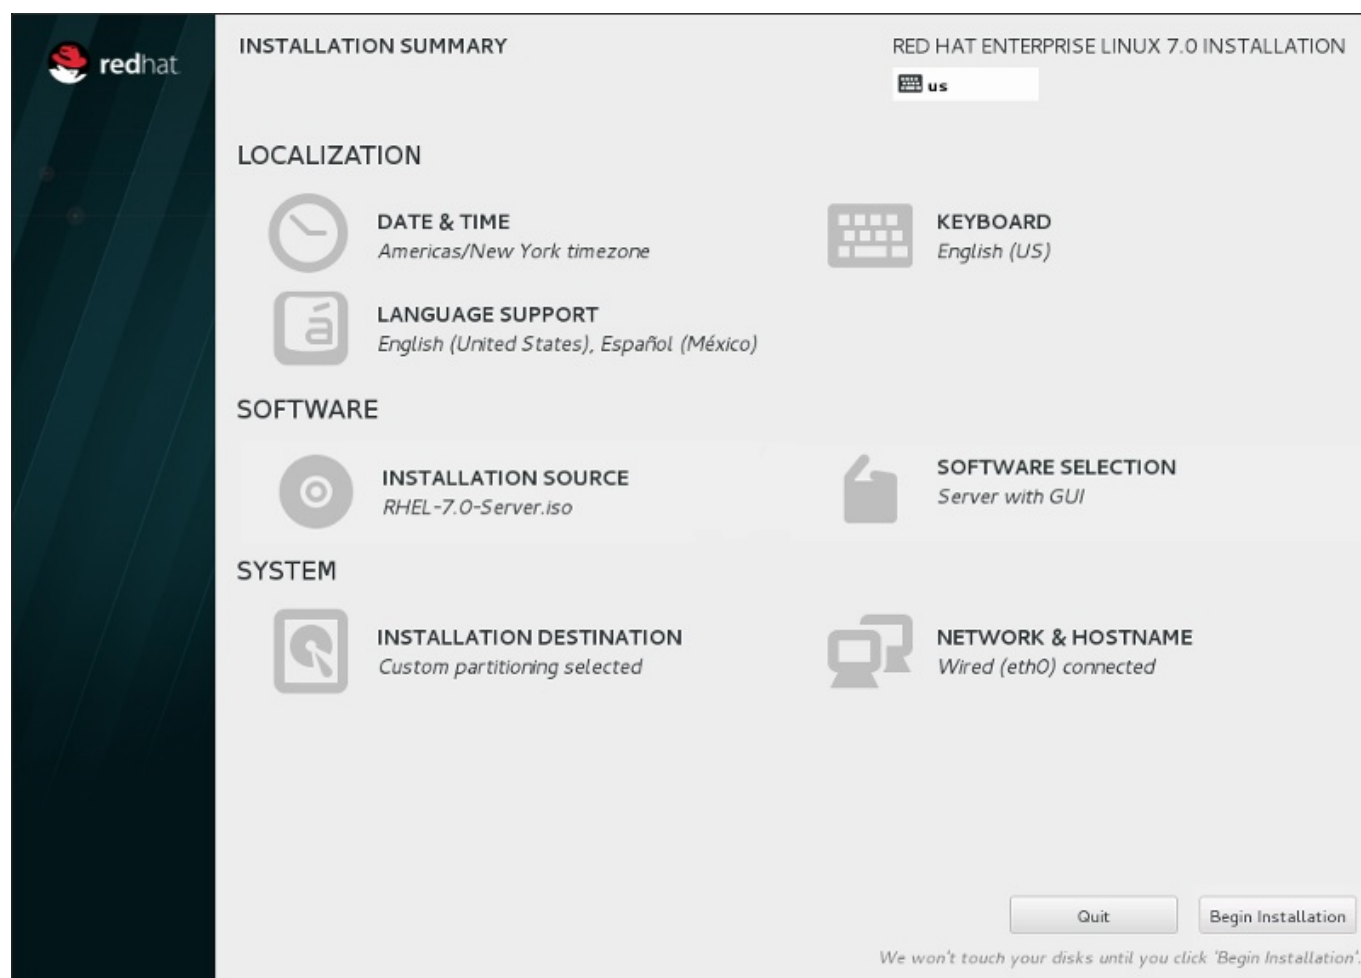 redhat
INSTALLATION SUMMARY
RED HAT ENTERPRISE LINUX 7.0 INSTALLATION
us
LOCALIZATION
DATE & TIME
Americas/New York timezone
KEYBOARD
English (US)
á
LANGUAGE SUPPORT
English (United States), Español (México)
SOFTWARE
INSTALLATION SOURCE
RHEL-7.0-Server.iso
SOFTWARE SELECTION
Server with GUI
SYSTEM
INSTALLATION DESTINATION
Custom partitioning selected
NETWORK & HOSTNAME
Wired (eth0) connected
Quit
Begin Installation
We won't touch your disks until you click 'Begin Installation'.